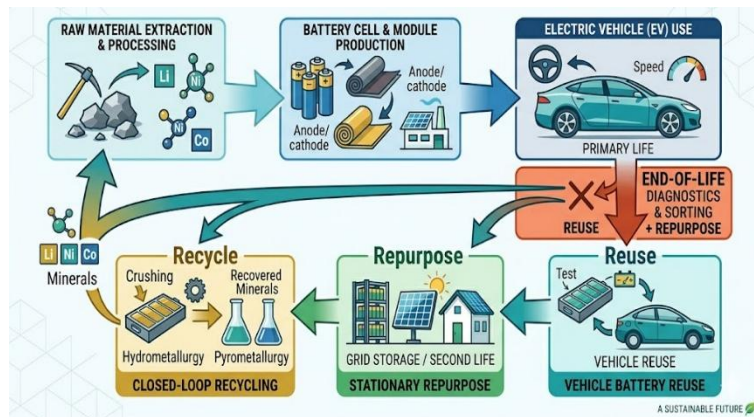 RAW MATERIAL EXTRACTION
& PROCESSING
Li
Ni
Ni
Co
BATTERY CELL & MODULE
PRODUCTION
Anode/
cathode
Anode/
cathode
ELECTRIC VEHICLE (EV) USE
Speed
PRIMARY LIFE
END-OF-LIFE
DIAGNOSTICS
& SORTING
+ REPURPOSE
REUSE
Li Ni Co
Minerals
Recycle
Crushing
Recovered
Minerals
Hydrometallurgy
Pyrometallurgy
CLOSED-LOOP RECYCLING
Repurpose
GRID STORAGE / SECOND LIFE
STATIONARY REPURPOSE
Reuse
Test
VEHICLE REUSE
VEHICLE BATTERY REUSE
A SUSTAINABLE FUTURE